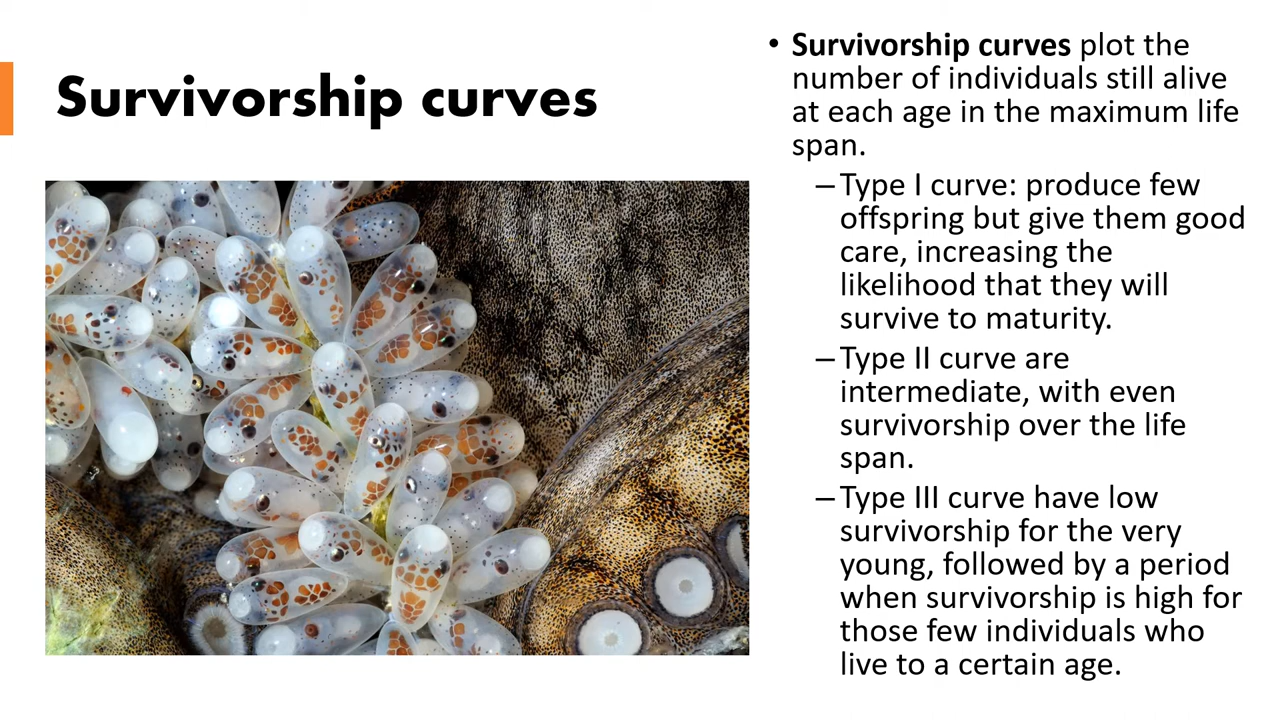 Survivorship curves
• Survivorship curves plot the
number of individuals still alive
at each age in the maximum life
span.
– Type I curve: produce few
offspring but give them good
care, increasing the
likelihood that they will
survive to maturity.
– Type II curve are
intermediate, with even
survivorship over the life
span.
– Type III curve have low
survivorship for the very
young, followed by a period
when survivorship is high for
those few individuals who
live to a certain age.